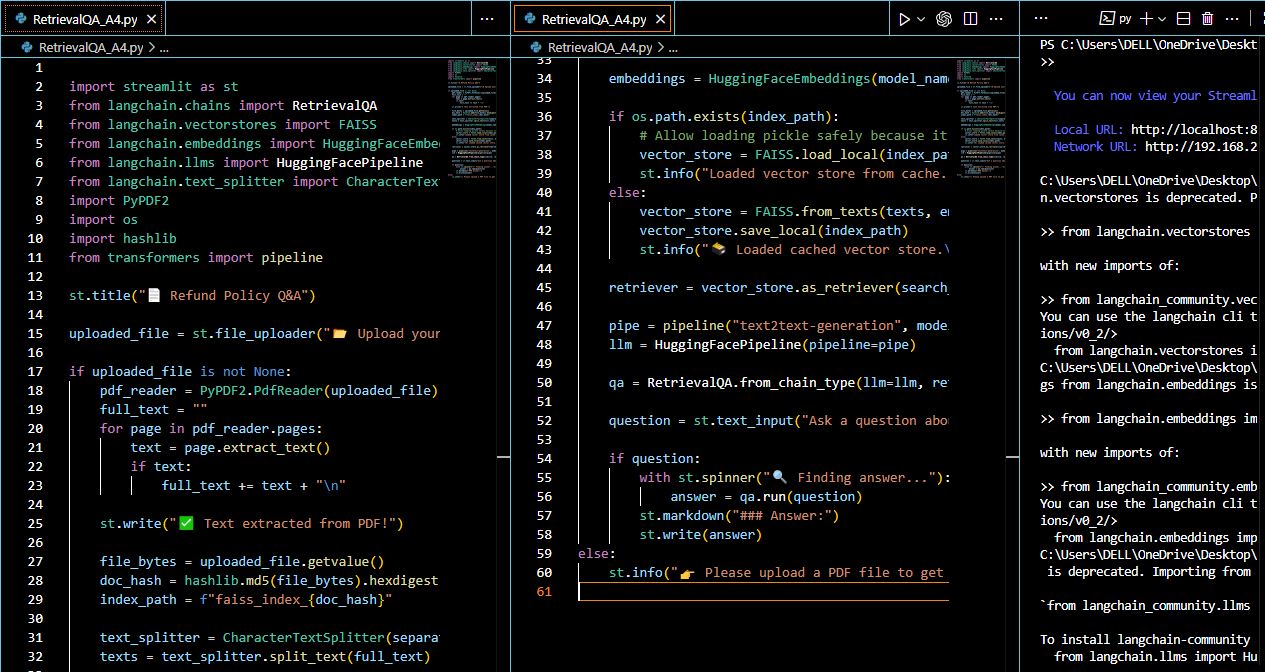 RetrievalQA_A4.py
RetrievalQA_A4.py > ...
1
2 import streamlit as st
3 from langchain.chains import RetrievalQA
4 from langchain.vectorstores import FAISS
5 from langchain.embeddings import HuggingFaceEmbe
6 from langchain.llms import HuggingFacePipeline
7 from langchain.text_splitter import CharacterTex
8 import PyPDF2
9 import os
10 import hashlib
11 from transformers import pipeline
12
13 st.title("📄 Refund Policy Q&A")
14
15 uploaded_file = st.file_uploader("📂 Upload your
16
17 if uploaded_file is not None:
18 pdf_reader = PyPDF2.PdfReader(uploaded_file)
19 full_text = ""
20 for page in pdf_reader.pages:
21 text = page.extract_text()
22 if text:
23 full_text += text + "\n"
24
25 st.write("✅ Text extracted from PDF!")
26
27 file_bytes = uploaded_file.getvalue()
28 doc_hash = hashlib.md5(file_bytes).hexdigest
29 index_path = f"faiss_index_{doc_hash}"
30
31 text_splitter = CharacterTextSplitter(separa
32 texts = text_splitter.split_text(full_text)
RetrievalQA_A4.py
RetrievalQA_A4.py > ...
33
34 embeddings = HuggingFaceEmbeddings(model_name
35
36 if os.path.exists(index_path):
37 # Allow loading pickle safely because it
38 vector_store = FAISS.load_local(index_pa
39 st.info("Loaded vector store from cache.
40 else:
41 vector_store = FAISS.from_texts(texts, e
42 vector_store.save_local(index_path)
43 st.info("📚 Loaded cached vector store.\
44
45 retriever = vector_store.as_retriever(search_
46
47 pipe = pipeline("text2text-generation", mode
48 llm = HuggingFacePipeline(pipeline=pipe)
49
50 qa = RetrievalQA.from_chain_type(llm=llm, re
51
52 question = st.text_input("Ask a question abo
53
54 if question:
55 with st.spinner("🔍 Finding answer..."):
56 answer = qa.run(question)
57 st.markdown("### Answer:")
58 st.write(answer)
59 else:
60 st.info("👉 Please upload a PDF file to get
61
py
PS C:\Users\DELL\OneDrive\Deskt
>>
You can now view your Streaml
Local URL: http://localhost:8
Network URL: http://192.168.2
C:\Users\DELL\OneDrive\Desktop\
n.vectorstores is deprecated. P
>> from langchain.vectorstores
with new imports of:
>> from langchain_community.vec
You can use the langchain cli t
ions/v0_2/>
from langchain.vectorstores i
C:\Users\DELL\OneDrive\Desktop\
gs from langchain.embeddings is
>> from langchain.embeddings im
with new imports of:
>> from langchain_community.emb
You can use the langchain cli t
ions/v0_2/>
from langchain.embeddings imp
C:\Users\DELL\OneDrive\Desktop\
is deprecated. Importing from
`from langchain_community.llms
To install langchain-community
from langchain.llms import Hu